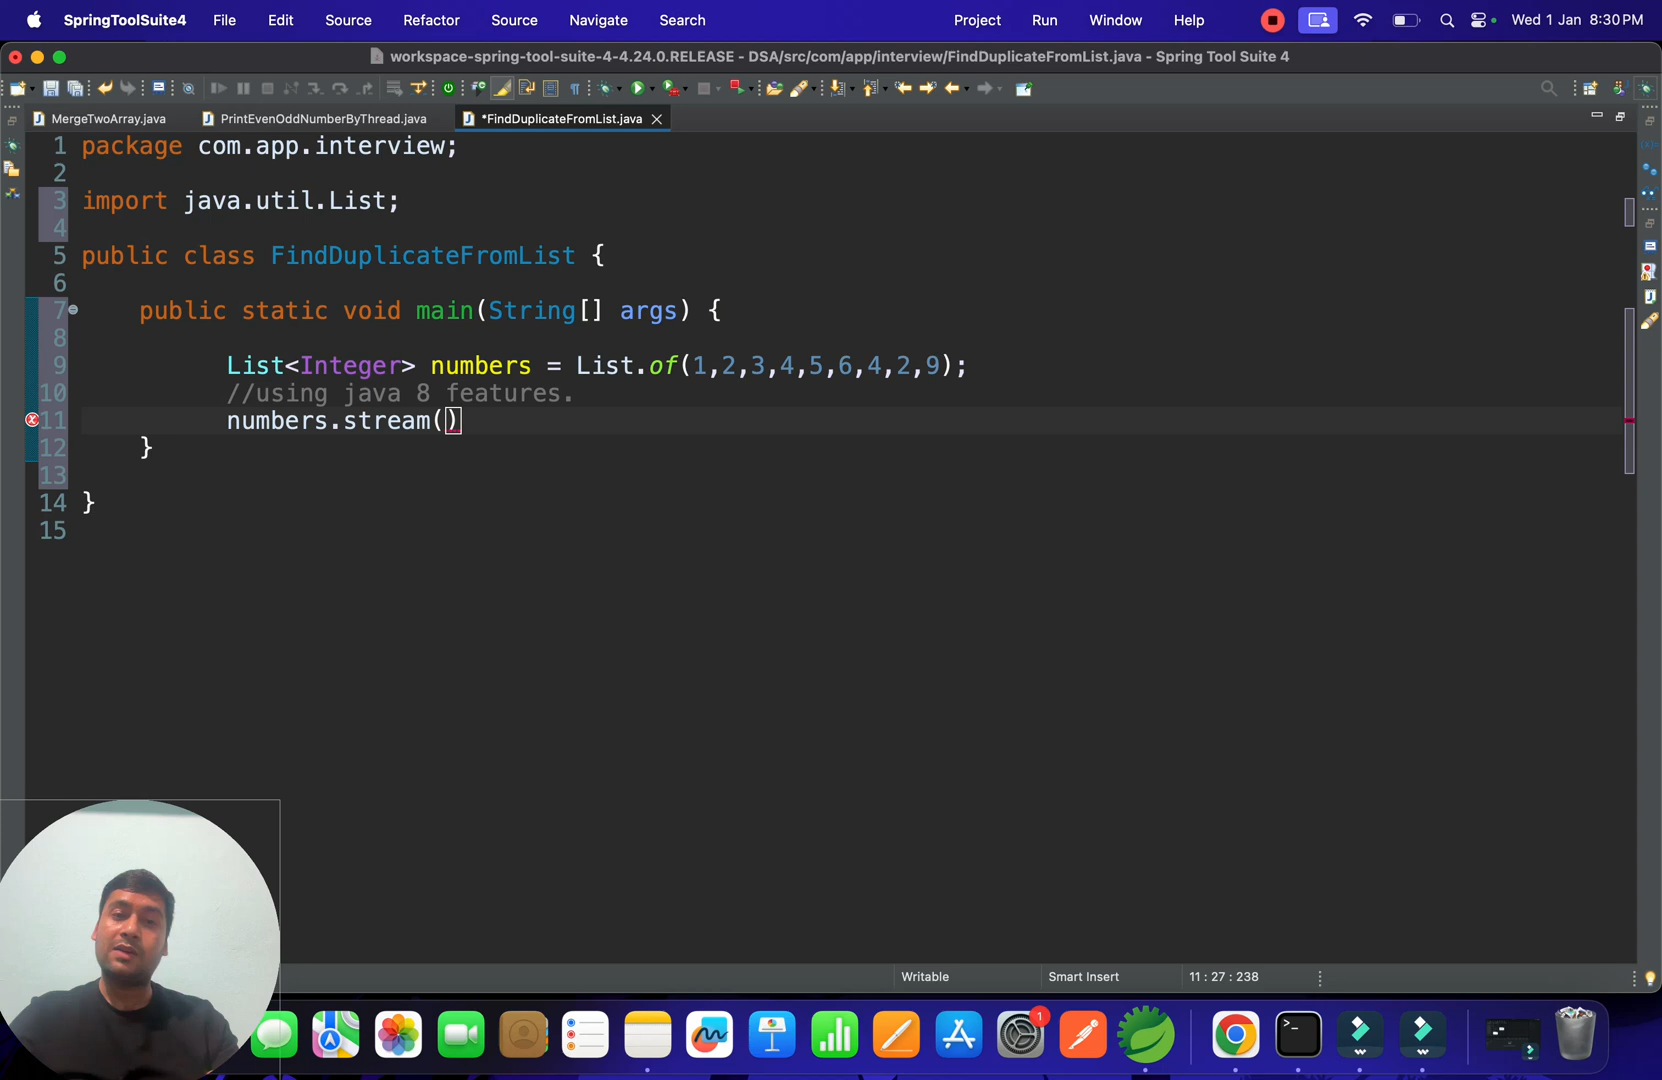 SpringToolSuite4 File Edit Source Refactor Source Navigate Search Project Run Window Help Wed 1 Jan 8:30 PM
workspace-spring-tool-suite-4-4.24.0.RELEASE - DSA/src/com/app/interview/FindDuplicateFromList.java - Spring Tool Suite 4
MergeTwoArray.java PrintEvenOddNumberByThread.java *FindDuplicateFromList.java
1 package com.app.interview;
2
3 import java.util.List;
4
5 public class FindDuplicateFromList {
6
7 public static void main(String[] args) {
8
9 List<Integer> numbers = List.of(1,2,3,4,5,6,4,2,9);
10 //using java 8 features.
11 numbers.stream()
12 }
13
14 }
15
Writable Smart Insert 11 : 27 : 238
1